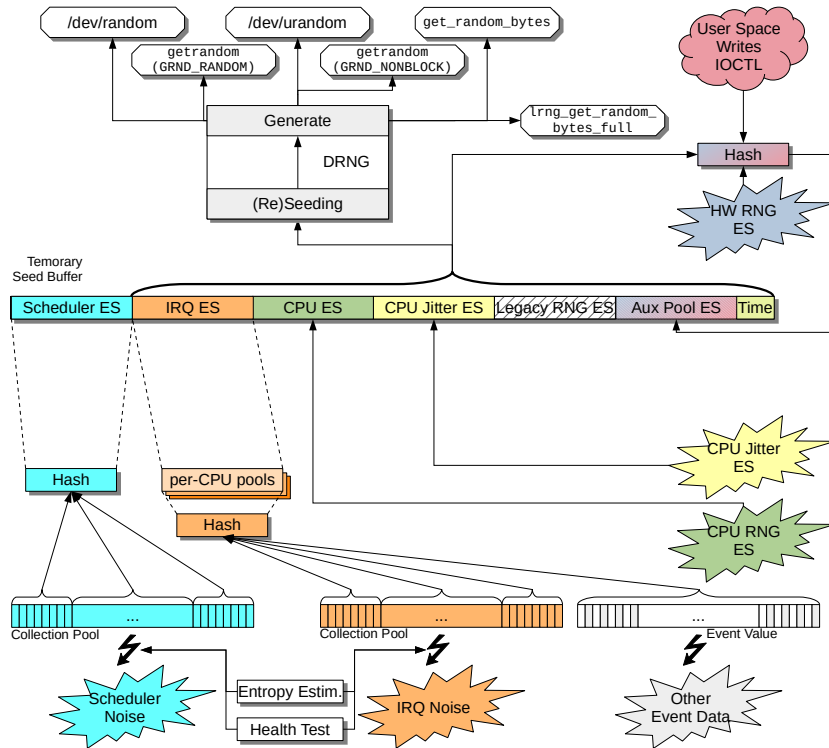 /dev/random
/dev/urandom
get_random_bytes
getrandom
(GRND_RANDOM)
getrandom
(GRND_NONBLOCK)
User Space
Writes
IOCTL
Generate
lrng_get_random_
bytes_full
DRNG
Hash
(Re)Seeding
HW RNG
ES
Temorary
Seed Buffer
Scheduler ES
IRQ ES
CPU ES
CPU Jitter ES
Legacy RNG ES
Aux Pool ES
Time
CPU Jitter
ES
Hash
per-CPU pools
Hash
CPU RNG
ES
...
...
...
Collection Pool
Collection Pool
Event Value
Scheduler
Noise
Entropy Estim.
Health Test
IRQ Noise
Other
Event Data